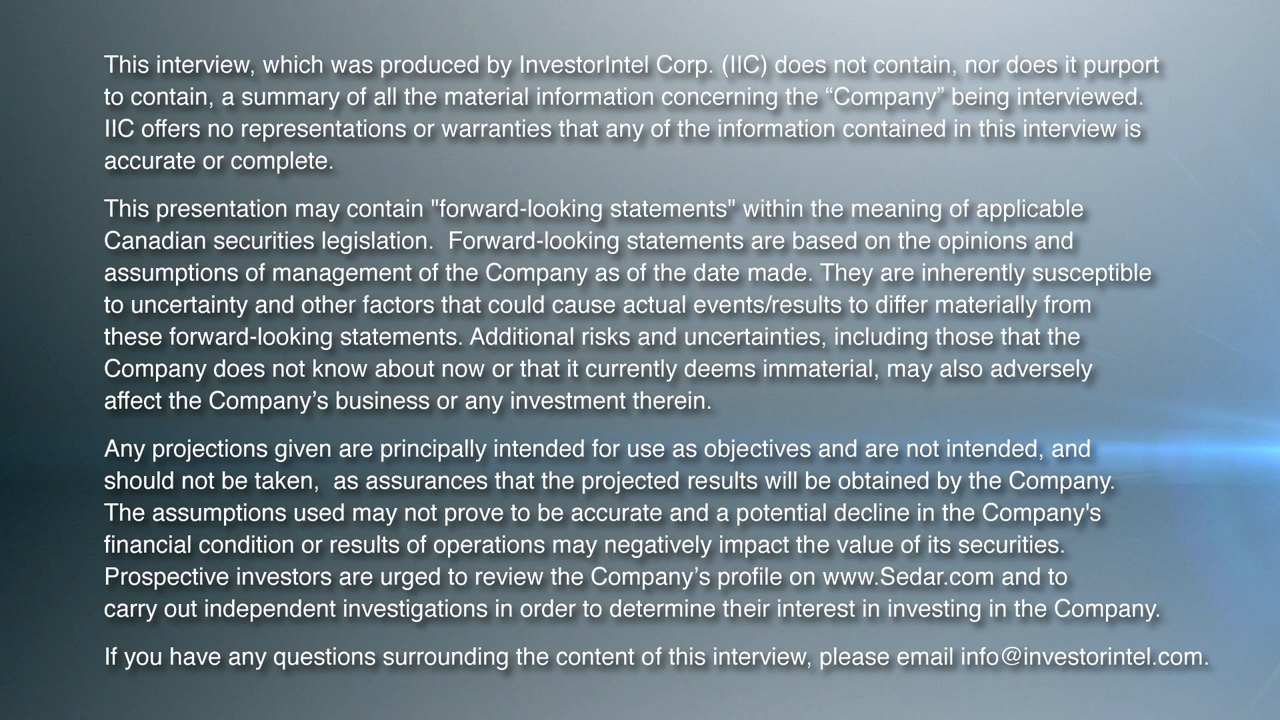 This interview, which was produced by InvestorIntel Corp. (IIC) does not contain, nor does it purport
to contain, a summary of all the material information concerning the “Company” being interviewed.
IIC offers no representations or warranties that any of the information contained in this interview is
accurate or complete.
This presentation may contain "forward-looking statements" within the meaning of applicable
Canadian securities legislation.  Forward-looking statements are based on the opinions and
assumptions of management of the Company as of the date made. They are inherently susceptible
to uncertainty and other factors that could cause actual events/results to differ materially from
these forward-looking statements. Additional risks and uncertainties, including those that the
Company does not know about now or that it currently deems immaterial, may also adversely
affect the Company’s business or any investment therein.
Any projections given are principally intended for use as objectives and are not intended, and
should not be taken,  as assurances that the projected results will be obtained by the Company.
The assumptions used may not prove to be accurate and a potential decline in the Company's
financial condition or results of operations may negatively impact the value of its securities.
Prospective investors are urged to review the Company’s profile on www.Sedar.com and to
carry out independent investigations in order to determine their interest in investing in the Company.
If you have any questions surrounding the content of this interview, please email info@investorintel.com.